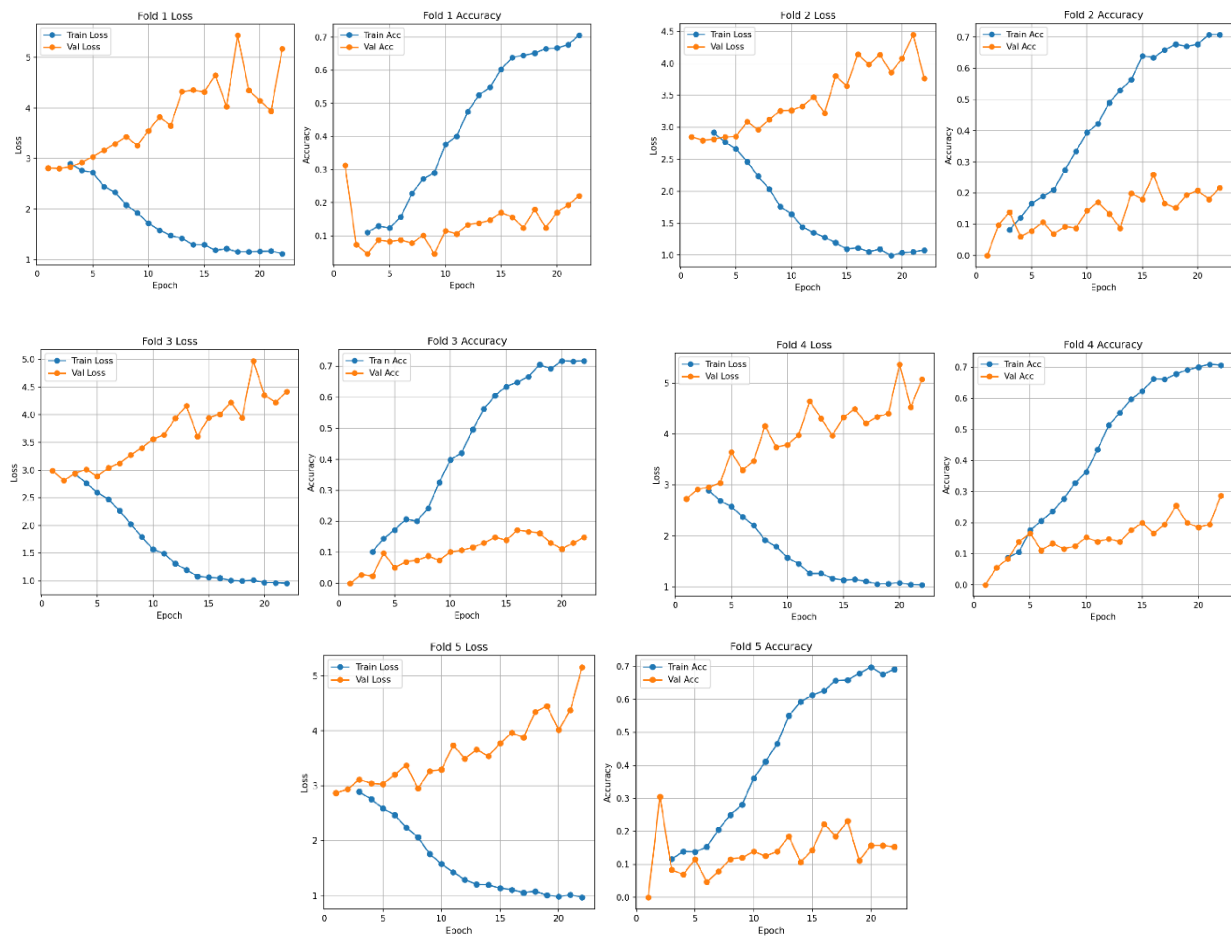 Fold 1 Loss
Train Loss
Val Loss
Loss
5
4
3
2
1
0 5 10 15 20
Epoch
Fold 1 Accuracy
Train Acc
Val Acc
Accuracy
0.7
0.6
0.5
0.4
0.3
0.2
0.1
0 5 10 15 20
Epoch
Fold 2 Loss
Train Loss
Val Loss
Loss
4.5
4.0
3.5
3.0
2.5
2.0
1.5
1.0
0 5 10 15 20
Epoch
Fold 2 Accuracy
Train Acc
Val Acc
Accuracy
0.7
0.6
0.5
0.4
0.3
0.2
0.1
0.0
0 5 10 15 20
Epoch
Fold 3 Loss
Train Loss
Val Loss
Loss
5.0
4.5
4.0
3.5
3.0
2.5
2.0
1.5
1.0
0 5 10 15 20
Epoch
Fold 3 Accuracy
Train Acc
Val Acc
Accuracy
0.7
0.6
0.5
0.4
0.3
0.2
0.1
0.0
0 5 10 15 20
Epoch
Fold 4 Loss
Train Loss
Val Loss
Loss
5
4
3
2
1
0 5 10 15 20
Epoch
Fold 4 Accuracy
Train Acc
Val Acc
Accuracy
0.7
0.6
0.5
0.4
0.3
0.2
0.1
0.0
0 5 10 15 20
Epoch
Fold 5 Loss
Train Loss
Val Loss
Loss
5
4
3
2
1
0 5 10 15 20
Epoch
Fold 5 Accuracy
Train Acc
Val Acc
Accuracy
0.7
0.6
0.5
0.4
0.3
0.2
0.1
0.0
0 5 10 15 20
Epoch